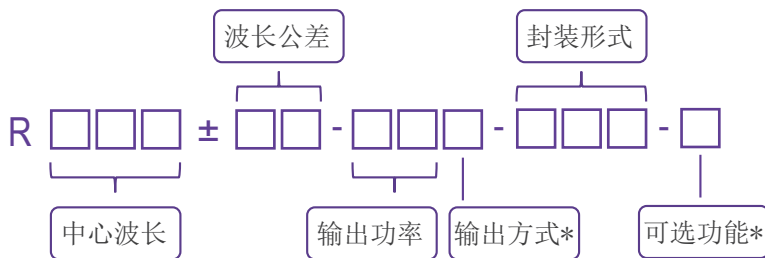 波长公差 封装形式
R □□□ ± □□ - □□□ - □□□ - □
中心波长 输出功率 输出方式* 可选功能*